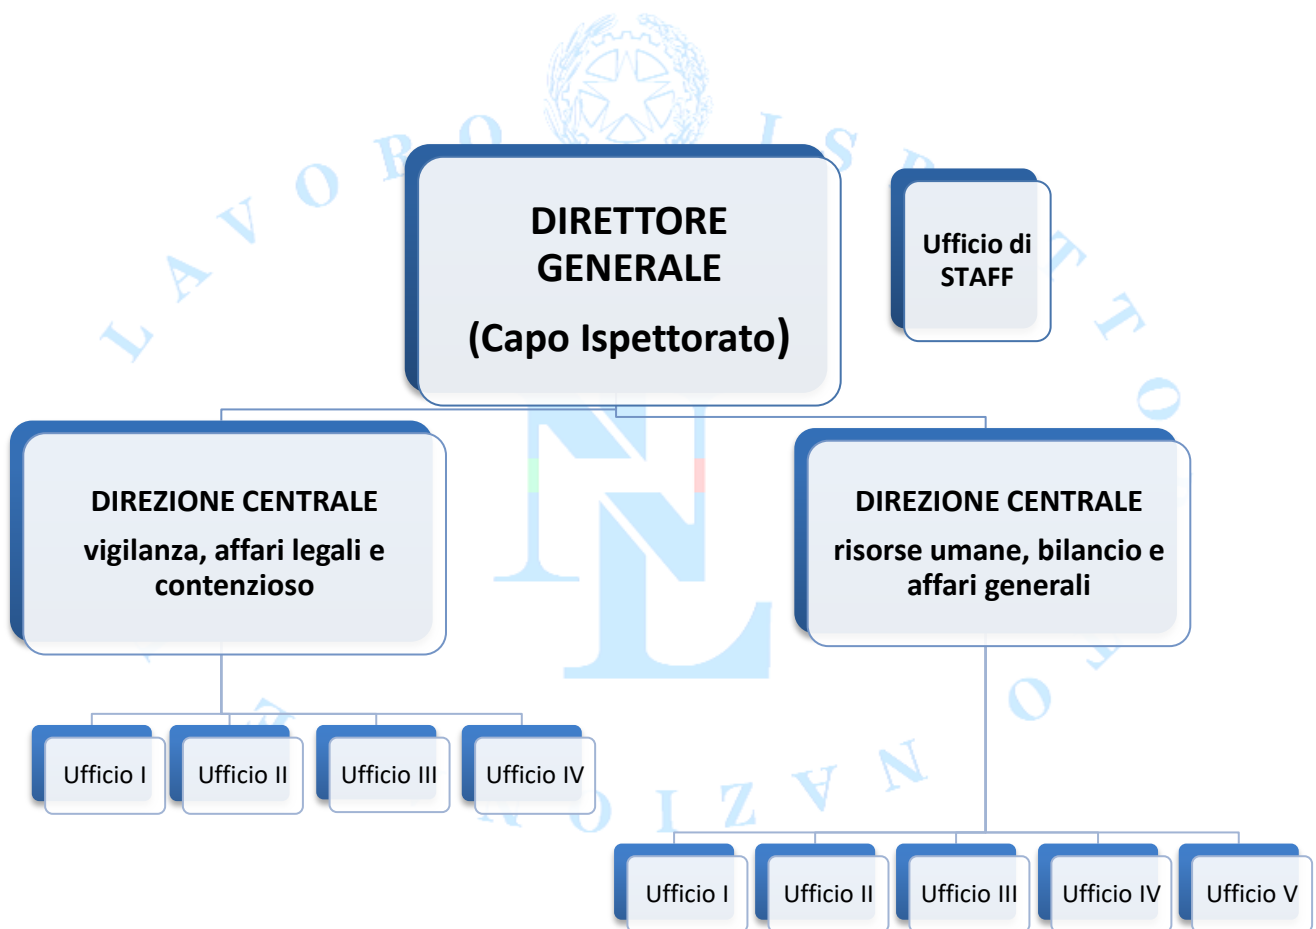 DIRETTORE
GENERALE
(Capo Ispettorato)
Ufficio di
STAFF
DIREZIONE CENTRALE
vigilanza, affari legali e
contenzioso
DIREZIONE CENTRALE
risorse umane, bilancio e
affari generali
Ufficio I
Ufficio II
Ufficio III
Ufficio IV
Ufficio I
Ufficio II
Ufficio III
Ufficio IV
Ufficio V